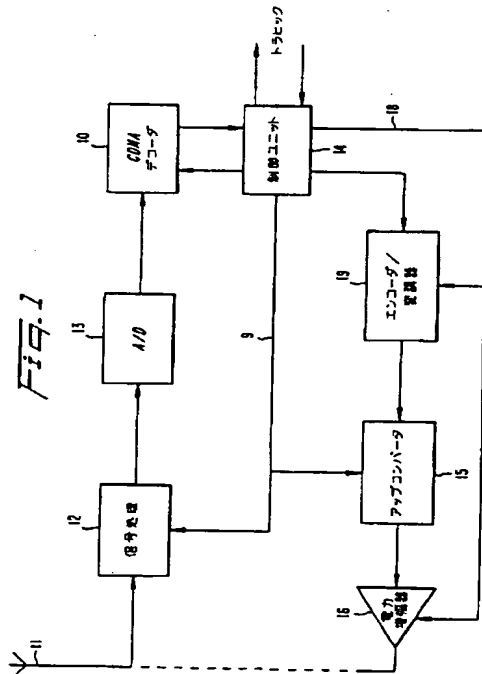 Fig. 1
11
12
信号処理
13
A/D
10
CDMA
デコーダ
トラヒック
制御ユニット
14
9
18
19
エンコーダ/
変調器
アップコンバータ
15
16
電力
増幅器